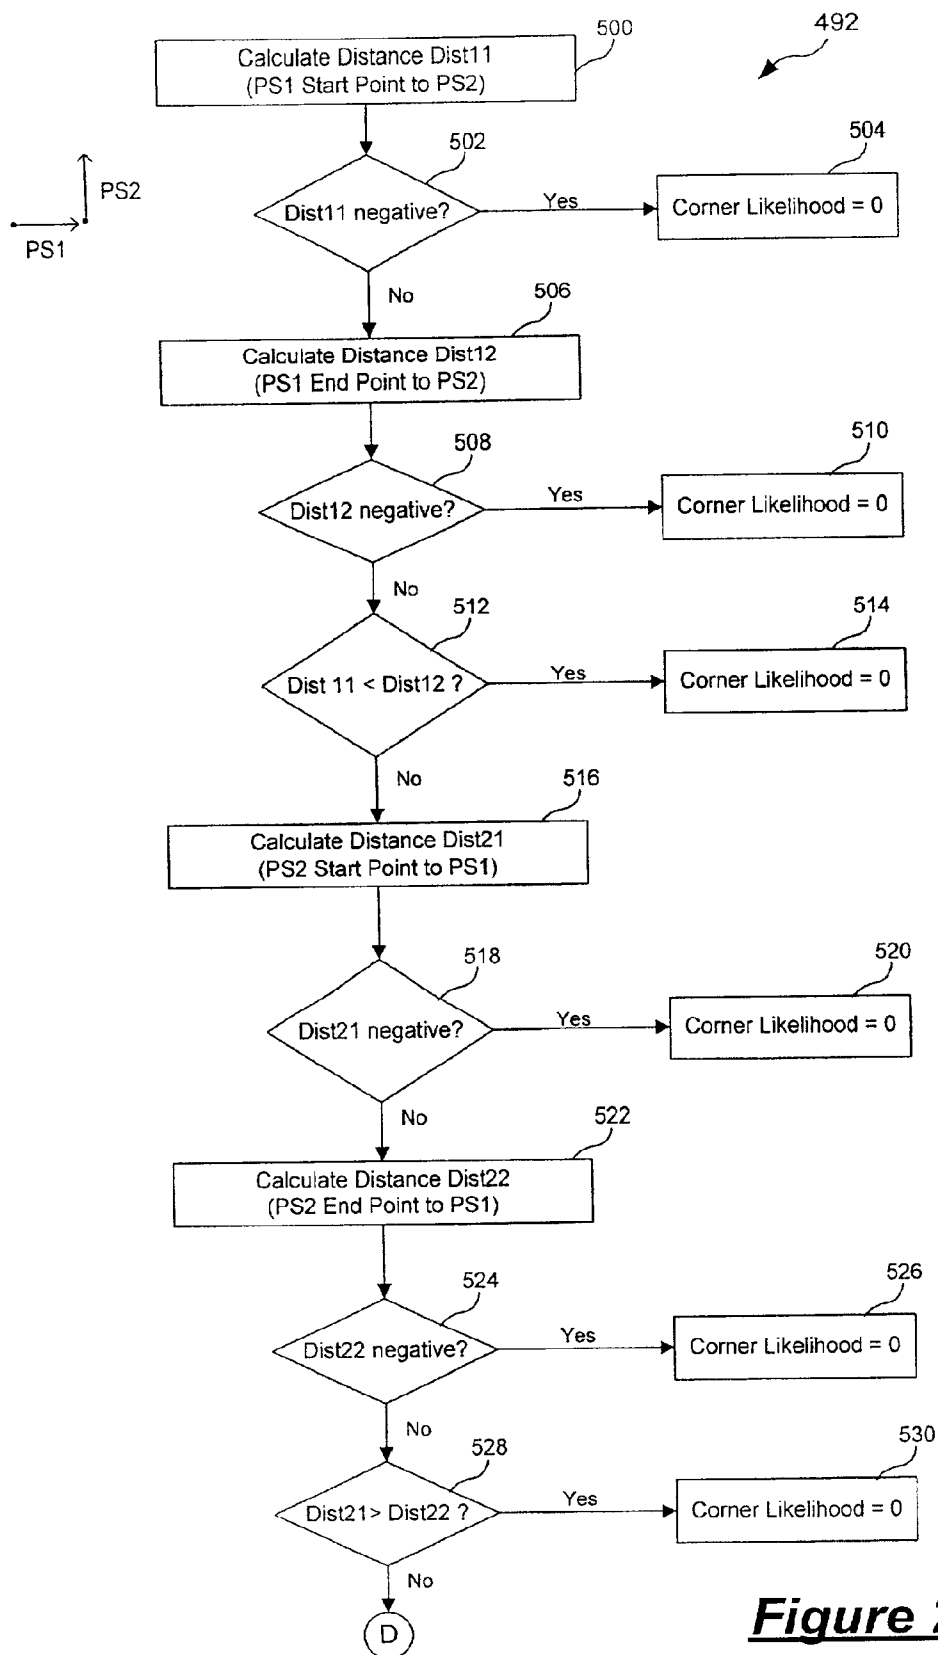 492
Calculate Distance Dist11
(PS1 Start Point to PS2)
500
PS2
PS1
502
Dist11 negative?
Yes
504
Corner Likelihood = 0
No
506
Calculate Distance Dist12
(PS1 End Point to PS2)
508
Dist12 negative?
Yes
510
Corner Likelihood = 0
No
512
Dist 11 < Dist12 ?
Yes
514
Corner Likelihood = 0
No
516
Calculate Distance Dist21
(PS2 Start Point to PS1)
518
Dist21 negative?
Yes
520
Corner Likelihood = 0
No
522
Calculate Distance Dist22
(PS2 End Point to PS1)
524
Dist22 negative?
Yes
526
Corner Likelihood = 0
No
528
Dist21> Dist22 ?
Yes
530
Corner Likelihood = 0
No
D
Figure